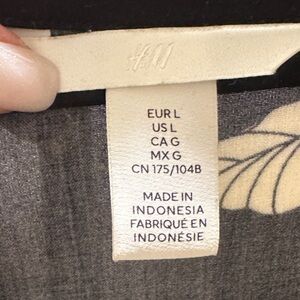 H&M
EUR L
US L
CA G
MX G
CN 175/104B
MADE IN
INDONESIA
FABRIQUÉ EN
INDONÉSIE